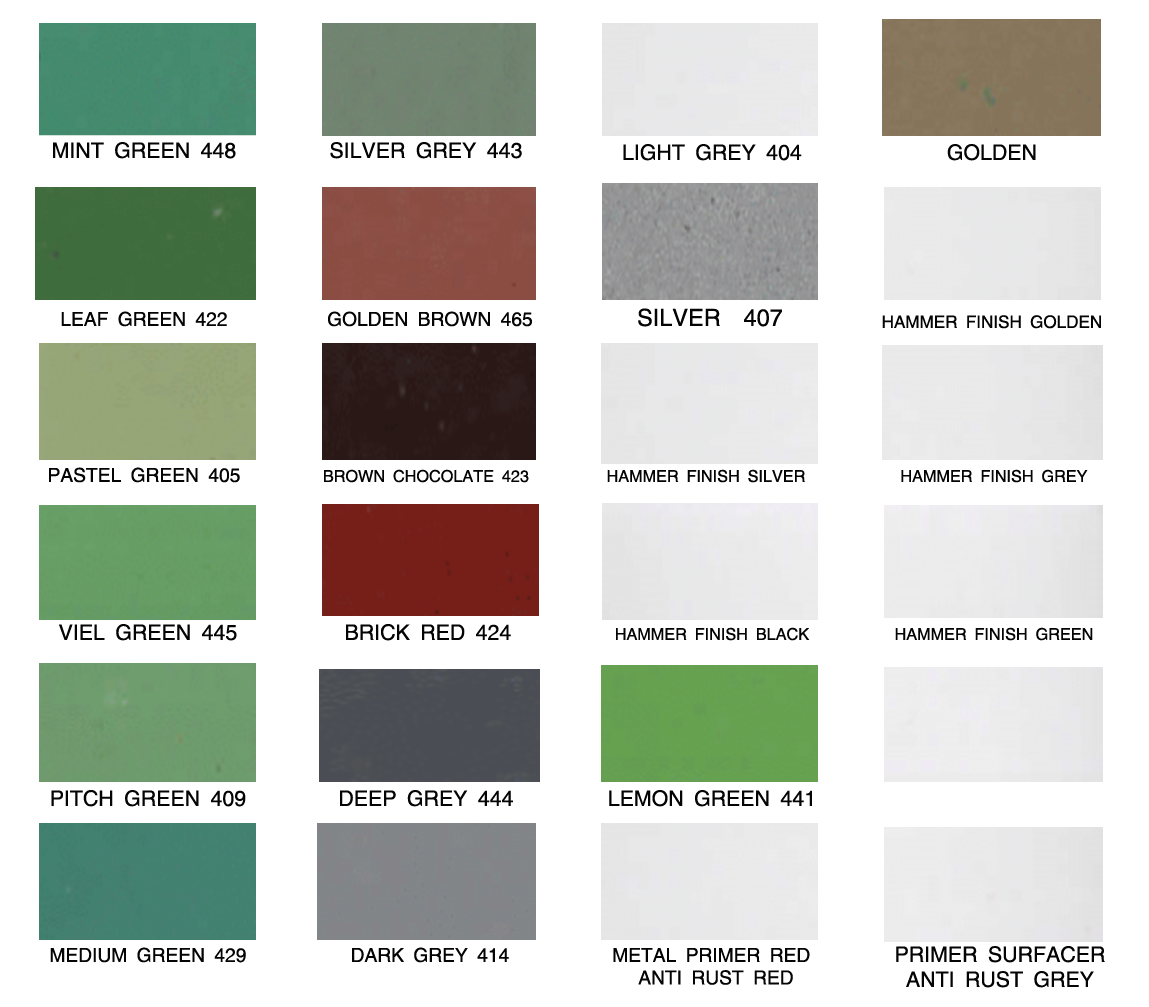 MINT GREEN 448
SILVER GREY 443
LIGHT GREY 404
GOLDEN
LEAF GREEN 422
GOLDEN BROWN 465
SILVER 407
HAMMER FINISH GOLDEN
PASTEL GREEN 405
BROWN CHOCOLATE 423
HAMMER FINISH SILVER
HAMMER FINISH GREY
VIEL GREEN 445
BRICK RED 424
HAMMER FINISH BLACK
HAMMER FINISH GREEN
PITCH GREEN 409
DEEP GREY 444
LEMON GREEN 441
MEDIUM GREEN 429
DARK GREY 414
METAL PRIMER RED
ANTI RUST RED
PRIMER SURFACER
ANTI RUST GREY